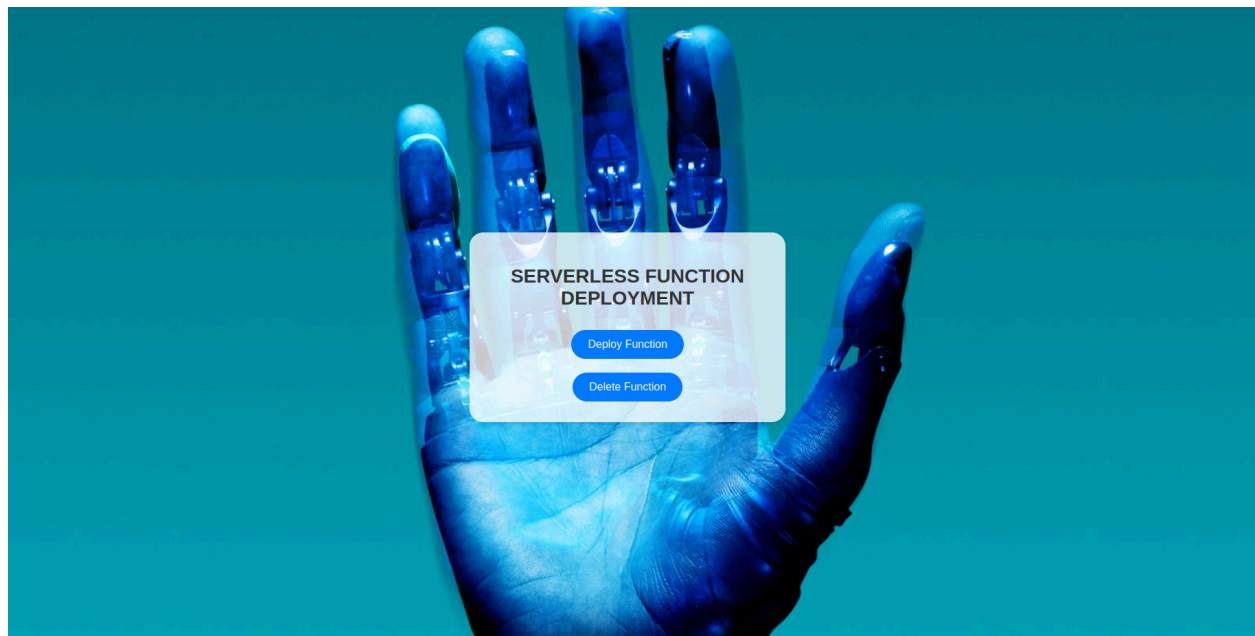 SERVERLESS FUNCTION
DEPLOYMENT
Deploy Function
Delete Function